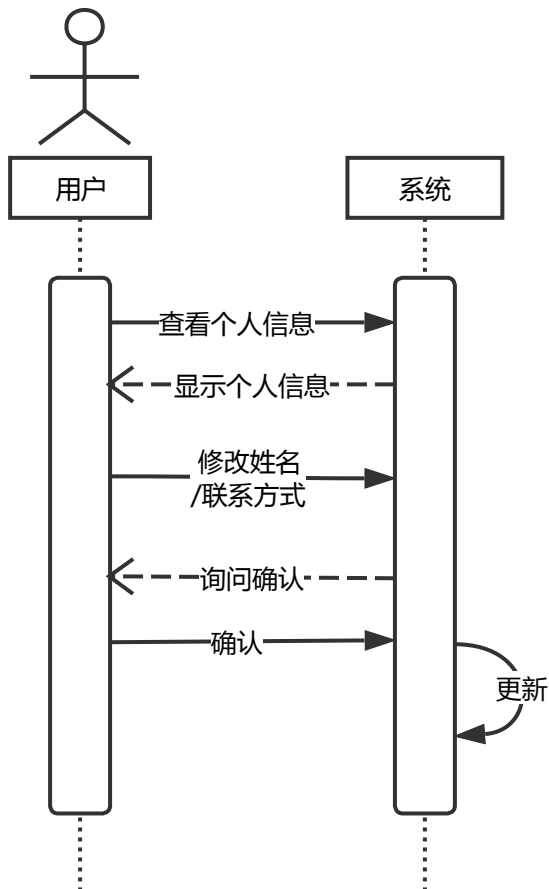 用户
系统
查看个人信息
显示个人信息
修改姓名
/联系方式
询问确认
确认
更新